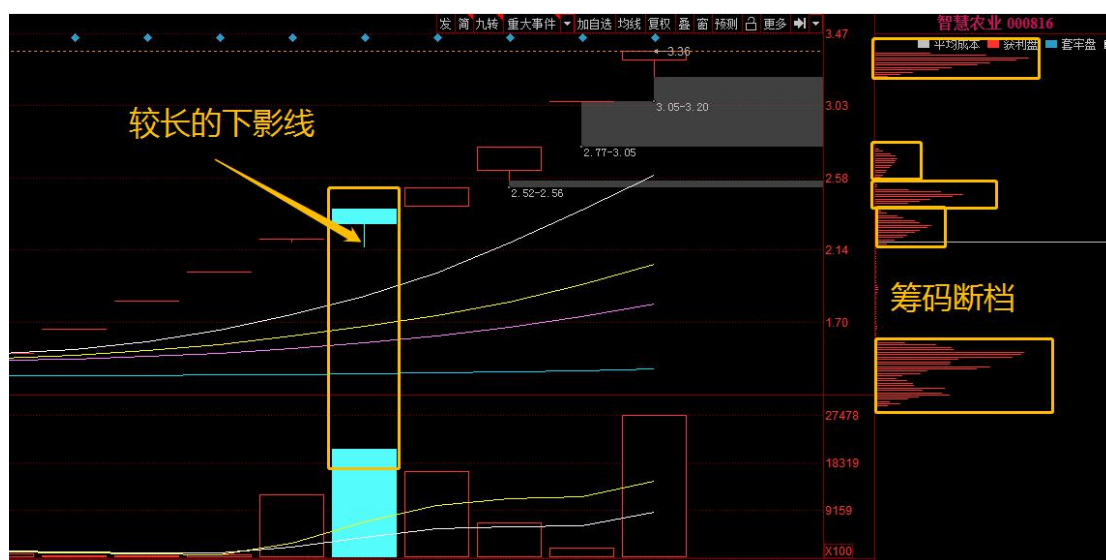 发 简 九转 重大事件 加自选 均线 复权 叠 窗 预测 更多
智慧农业 000816
平均成本 获利盘 套牢盘
3.47
3.36
3.05-3.20
3.03
较长的下影线
2.77-3.05
2.58
2.52-2.56
2.14
筹码断档
1.70
27478
18319
9159
X100